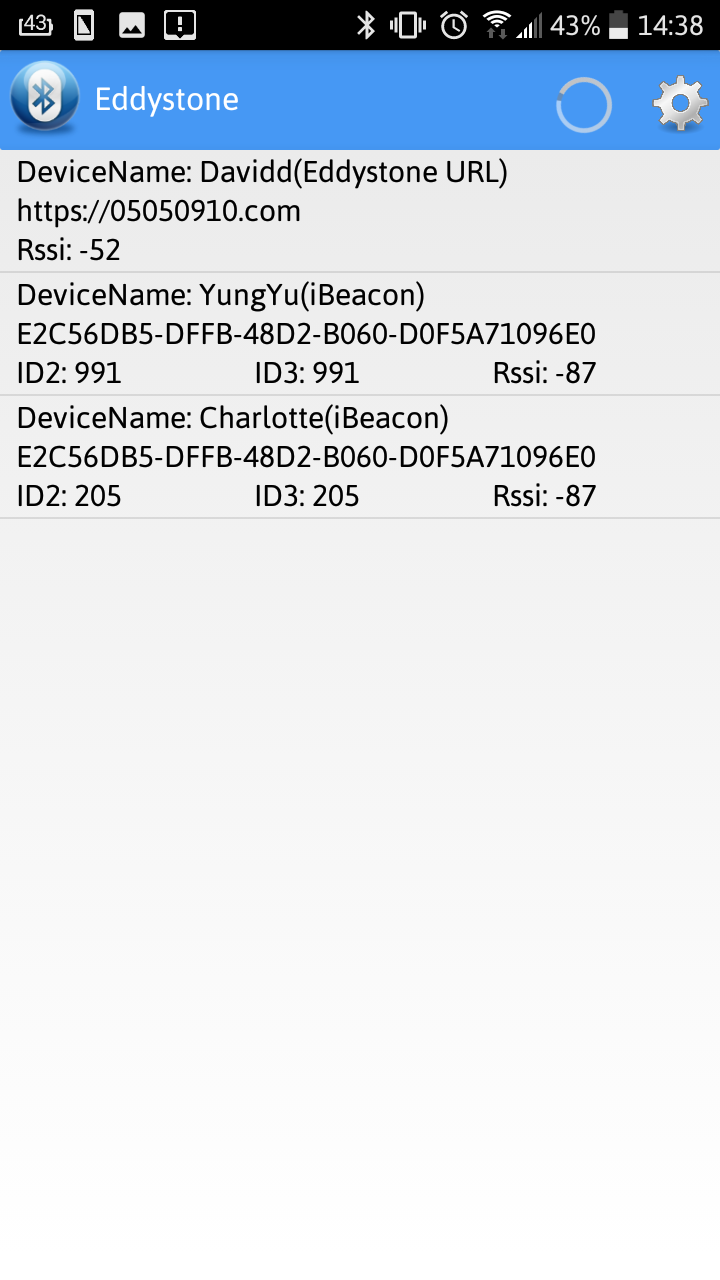 43
43%
14:38
Eddystone
DeviceName: Davidd(Eddystone URL)
https://05050910.com
Rssi: -52
DeviceName: YungYu(iBeacon)
E2C56DB5-DFFB-48D2-B060-D0F5A71096E0
ID2: 991 ID3: 991 Rssi: -87
DeviceName: Charlotte(iBeacon)
E2C56DB5-DFFB-48D2-B060-D0F5A71096E0
ID2: 205 ID3: 205 Rssi: -87